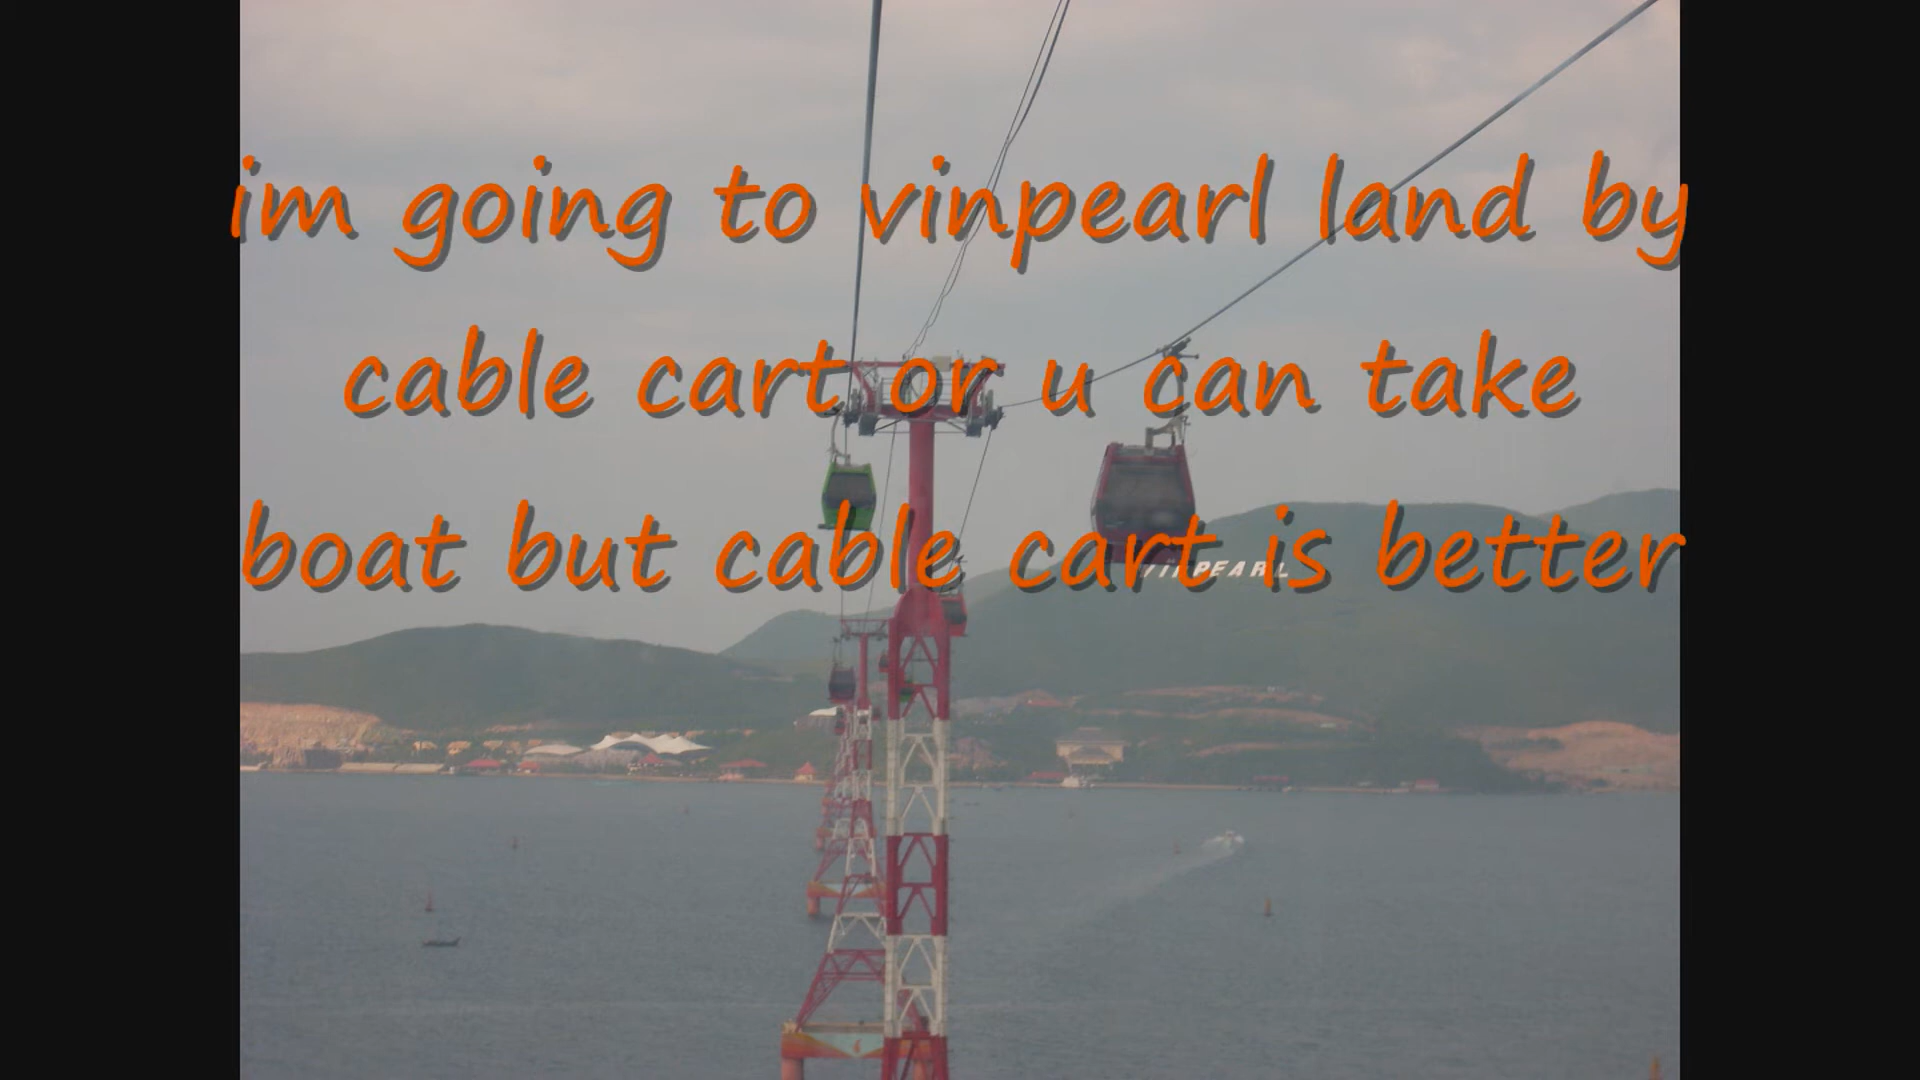 im going to vinpearl land by
cable cart or u can take
boat but cable cart is better
VINPEARL